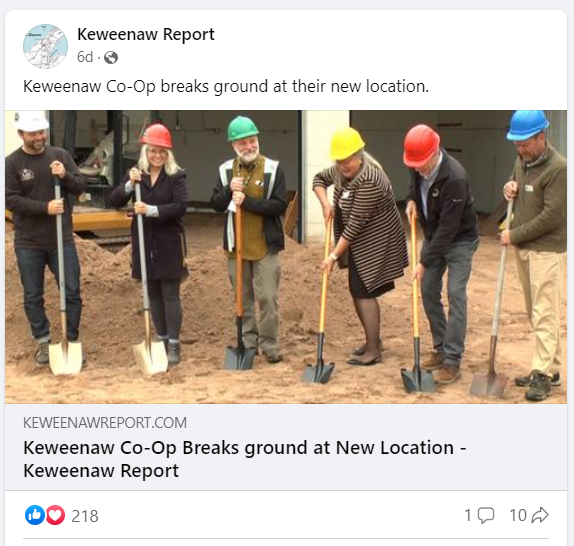 Keweenaw Report
6d ·
Keweenaw Co-Op breaks ground at their new location.
KEWEENAWREPORT.COM
Keweenaw Co-Op Breaks ground at New Location -
Keweenaw Report
218
1
10